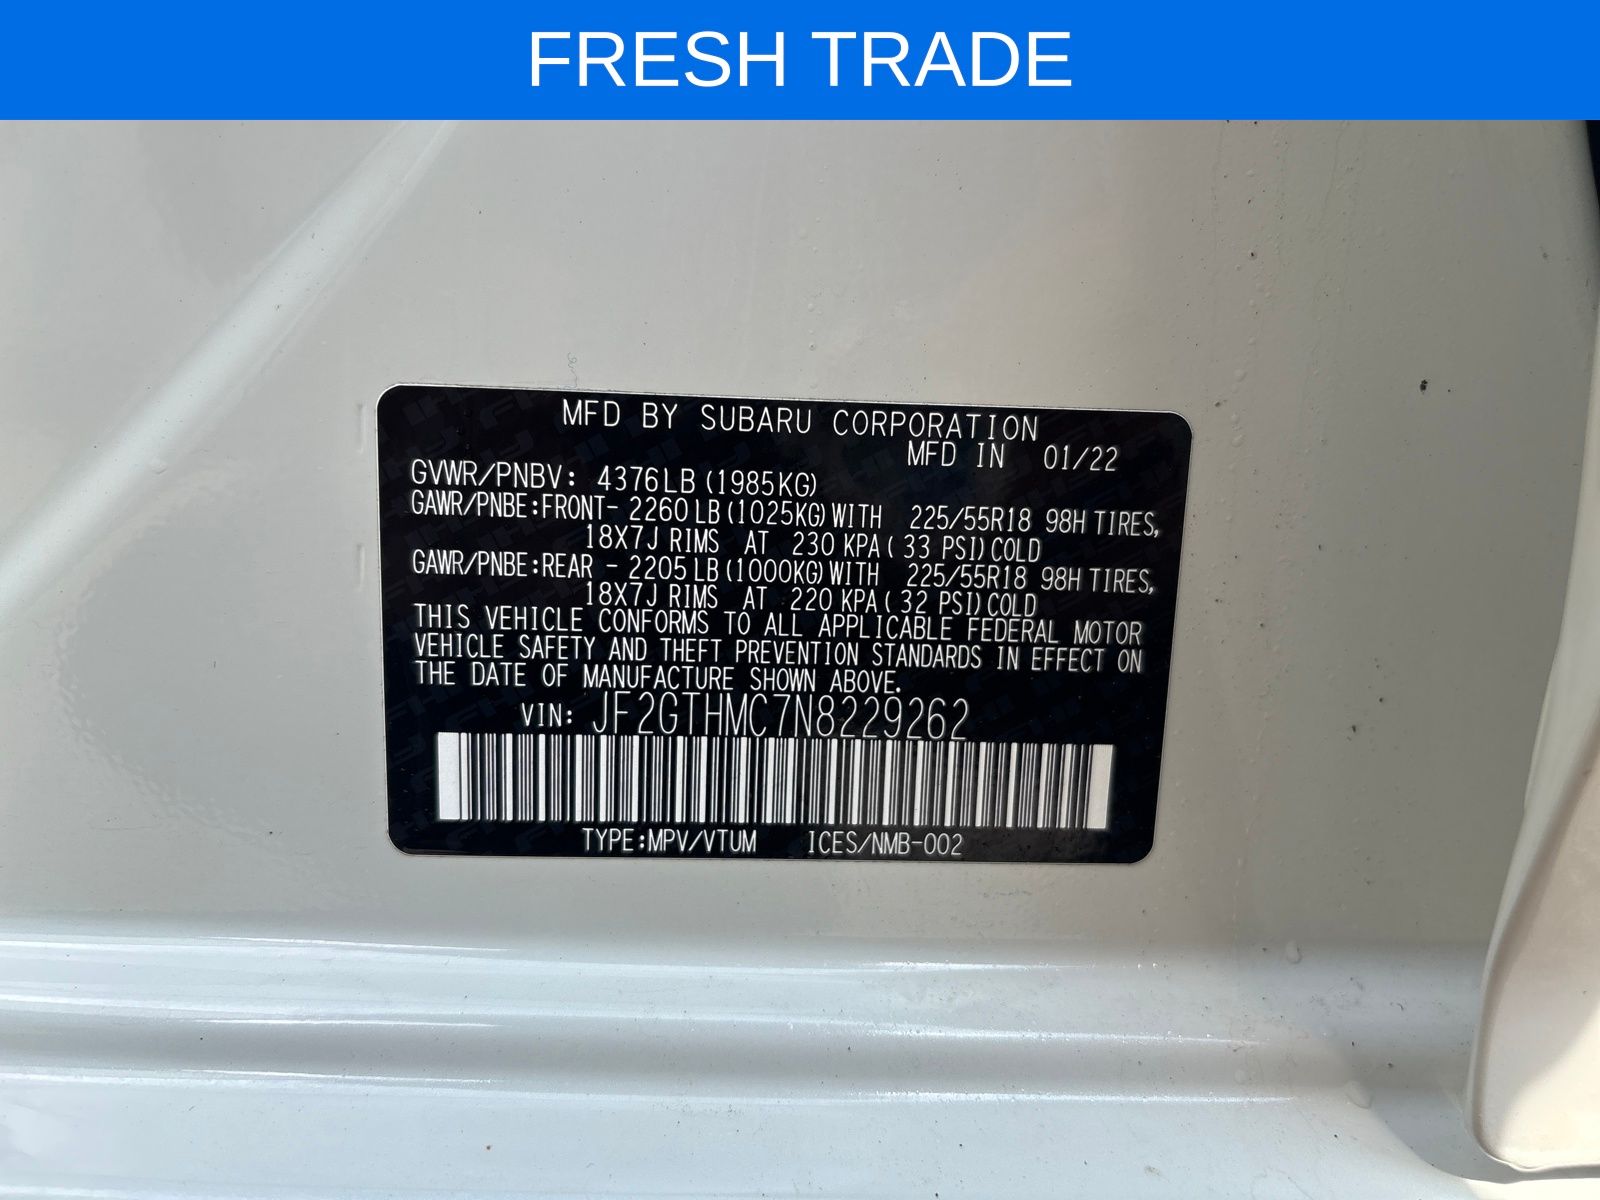 FRESH TRADE
MFD BY SUBARU CORPORATION
MFD IN 01/22
GVWR/PNBV: 4376LB (1985KG)
GAWR/PNBE:FRONT- 2260LB (1025KG) WITH 225/55R18 98H TIRES,
18X7J RIMS AT 230 KPA ( 33 PSI) COLD
GAWR/PNBE:REAR - 2205LB (1000KG) WITH 225/55R18 98H TIRES,
18X7J RIMS AT 220 KPA ( 32 PSI) COLD
THIS VEHICLE CONFORMS TO ALL APPLICABLE FEDERAL MOTOR
VEHICLE SAFETY AND THEFT PREVENTION STANDARDS IN EFFECT ON
THE DATE OF MANUFACTURE SHOWN ABOVE.
VIN: JF2GTHMC7N8229262
TYPE:MPV/VTUM ICES/NMB-002